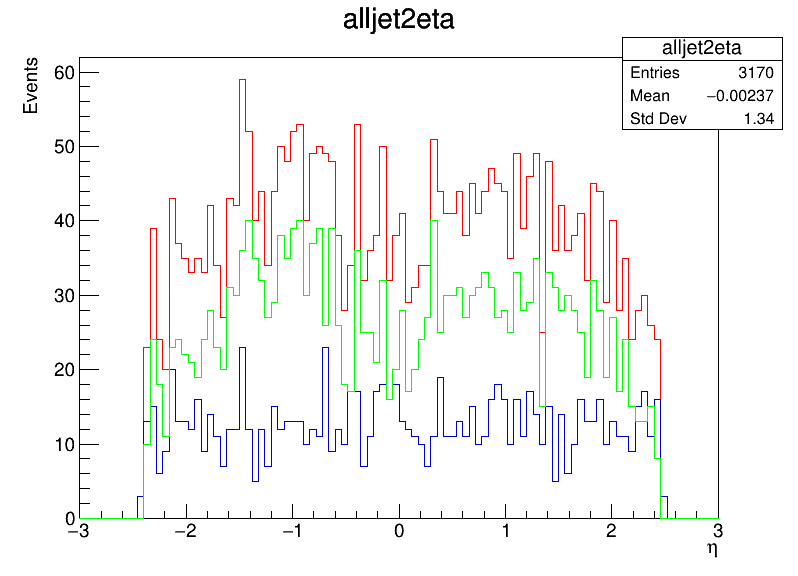 alljet2eta
alljet2eta
Entries 3170
Mean −0.00237
Std Dev 1.34
Events
60
50
40
30
20
10
0
−3 −2 −1 0 1 2 3
η